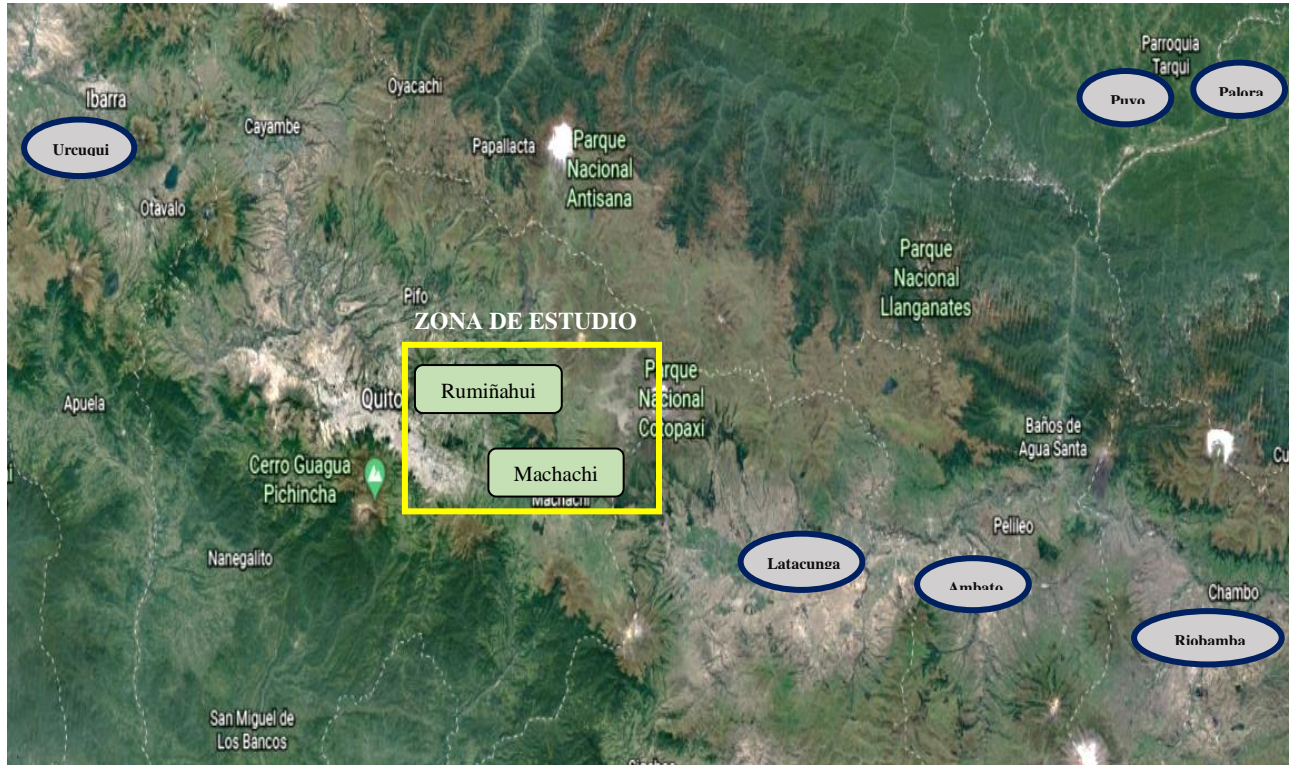 Parroquia
Tarqui
Puyo
Palora
Oyacachi
Ibarra
Urcuqui
Cayambe
Papallacta
Parque
Nacional
Antisana
Otavalo
Parque
Nacional
Llanganates
Pifo
ZONA DE ESTUDIO
Rumiñahui
Parque
Nacional
Cotopaxi
Quito
Apuela
Baños de
Agua Santa
Cerro Guagua
Pichincha
Machachi
Machachi
Pelileo
Nanegalito
Latacunga
Ambato
Chambo
Riobamba
San Miguel de
Los Bancos